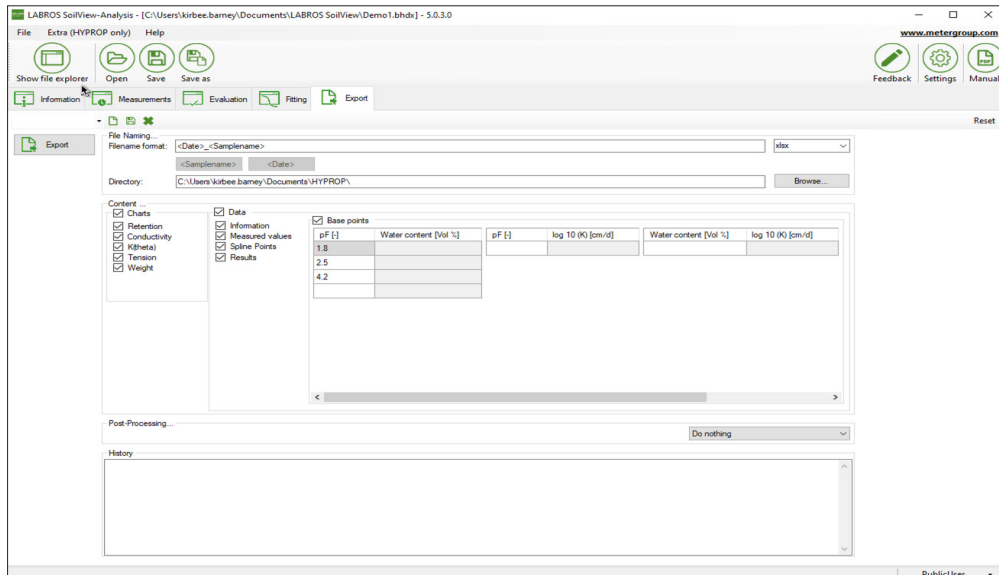 LABROS SoilView-Analysis - [C:\Users\kirbee.barney\Documents\LABROS SoilView\Demo1.bhdx] - 5.0.3.0
File Extra (HYPROP only) Help www.metergroup.com
Show file explorer Open Save Save as Feedback Settings Manual
Information Measurements Evaluation Fitting Export
Reset
Export
File Naming...
Filename format: <Date>_<Samplename> xlsx
<Samplename> <Date>
Directory: C:\Users\kirbee.barney\Documents\HYPROP\ Browse...
Content ...
Charts Data
Retention Information Base points
Conductivity Measured values pF [-] Water content [Vol %] pF [-] log 10 (K) [cm/d] Water content [Vol %] log 10 (K) [cm/d]
K(theta) Spline Points 1.8
Tension Results 2.5
Weight
4.2
Post-Processing...
Do nothing
History
PublicUser